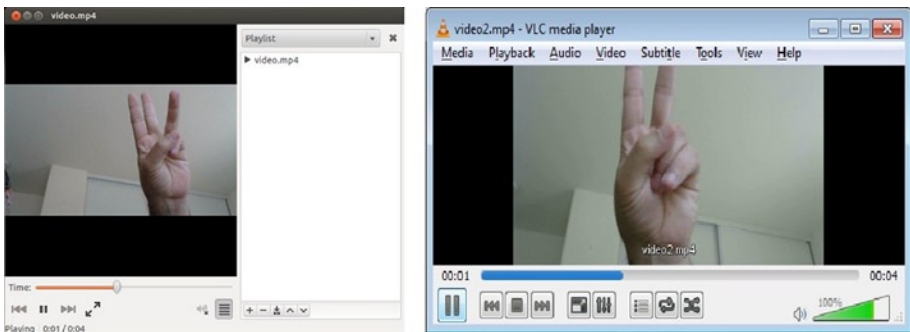 video.mp4
Playlist
video.mp4
Time:
Playing 0:01 / 0:04
video2.mp4 - VLC media player
Media Playback Audio Video Subtitle Tools View Help
video2.mp4
00:01
00:04
100%